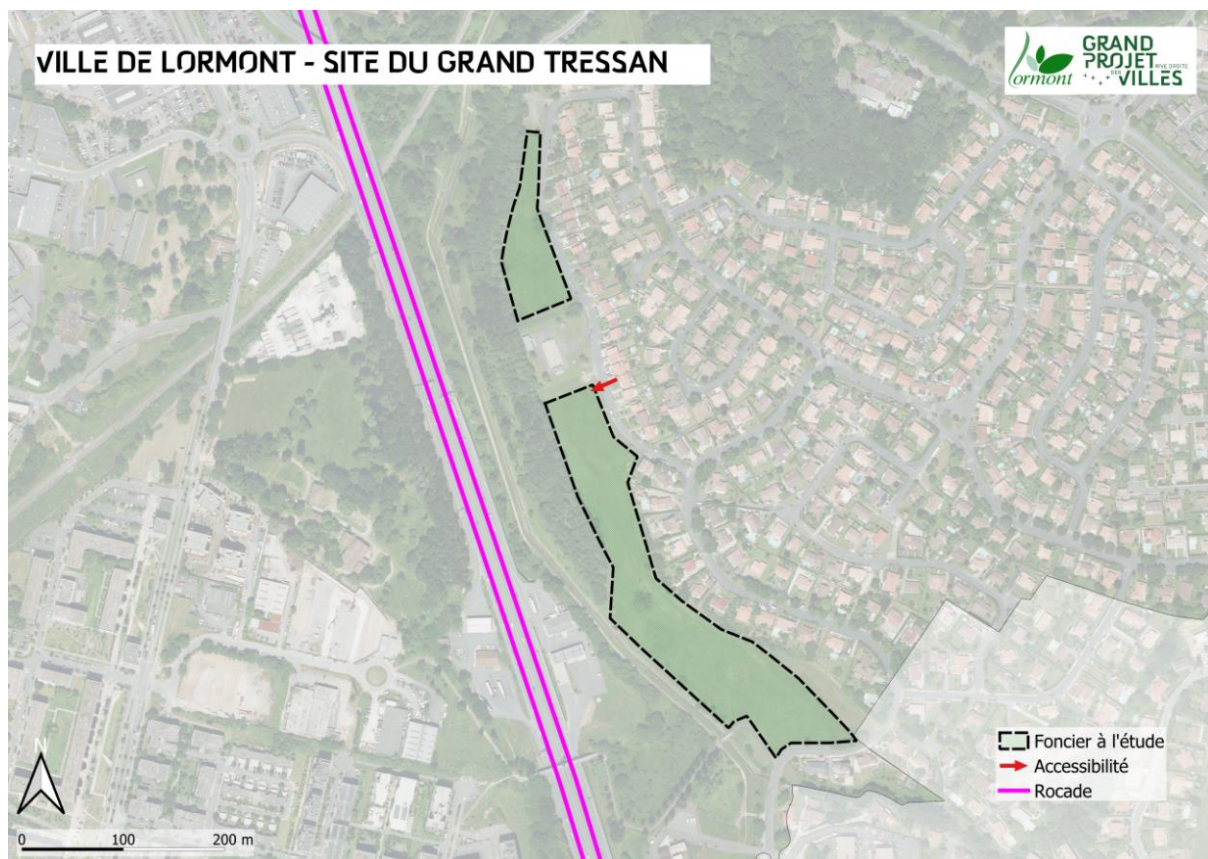 VILLE DE LORMONT - SITE DU GRAND TRESSAN
lormont
GRAND
PROJET
DES VILLES
RIVE DROITE
Foncier à l'étude
Accessibilité
Rocade
N
0 100 200 m